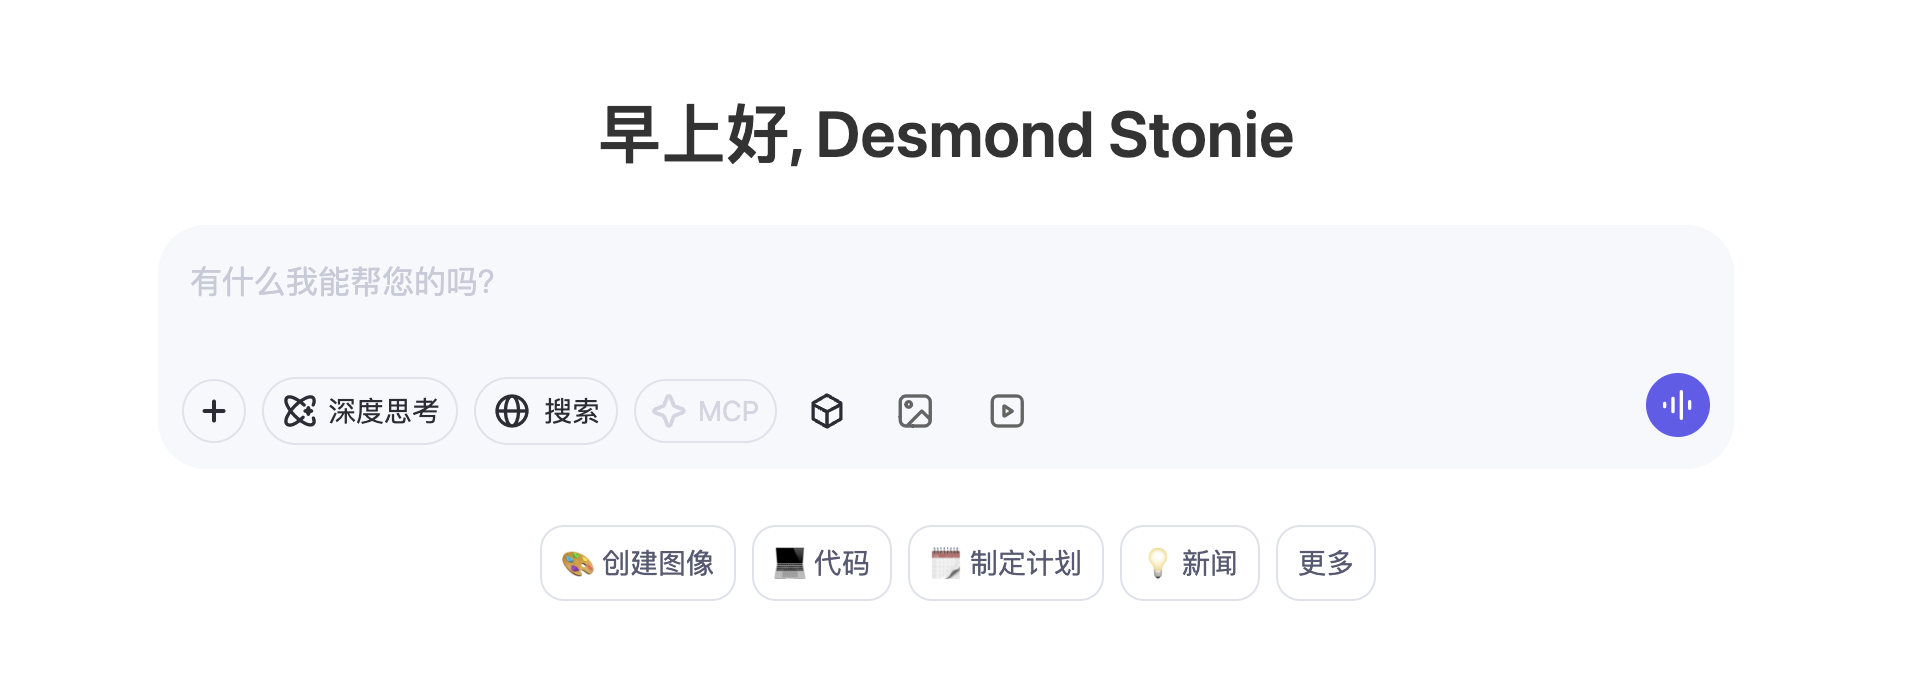 早上好, Desmond Stonie
有什么我能帮您的吗?
深度思考 搜索 MCP
创建图像 代码 制定计划 新闻 更多